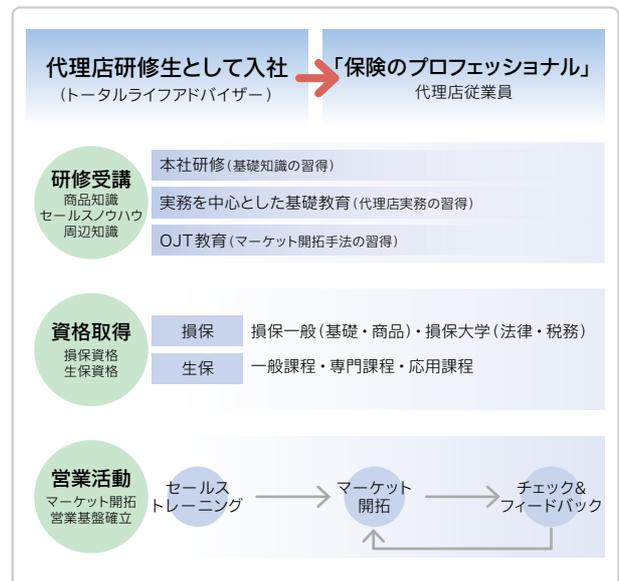 代理店研修生として入社
(トータルライフアドバイザー)
「保険のプロフェッショナル」
代理店従業員
研修受講
商品知識
セールスノウハウ
周辺知識
本社研修(基礎知識の習得)
実務を中心とした基礎教育(代理店実務の習得)
OJT教育(マーケット開拓手法の習得)
資格取得
損保資格
生保資格
損保
損保一般(基礎・商品)・損保大学(法律・税務)
生保
一般課程・専門課程・応用課程
営業活動
マーケット開拓
営業基盤確立
セールス
トレーニング
マーケット
開拓
チェック&
フィードバック